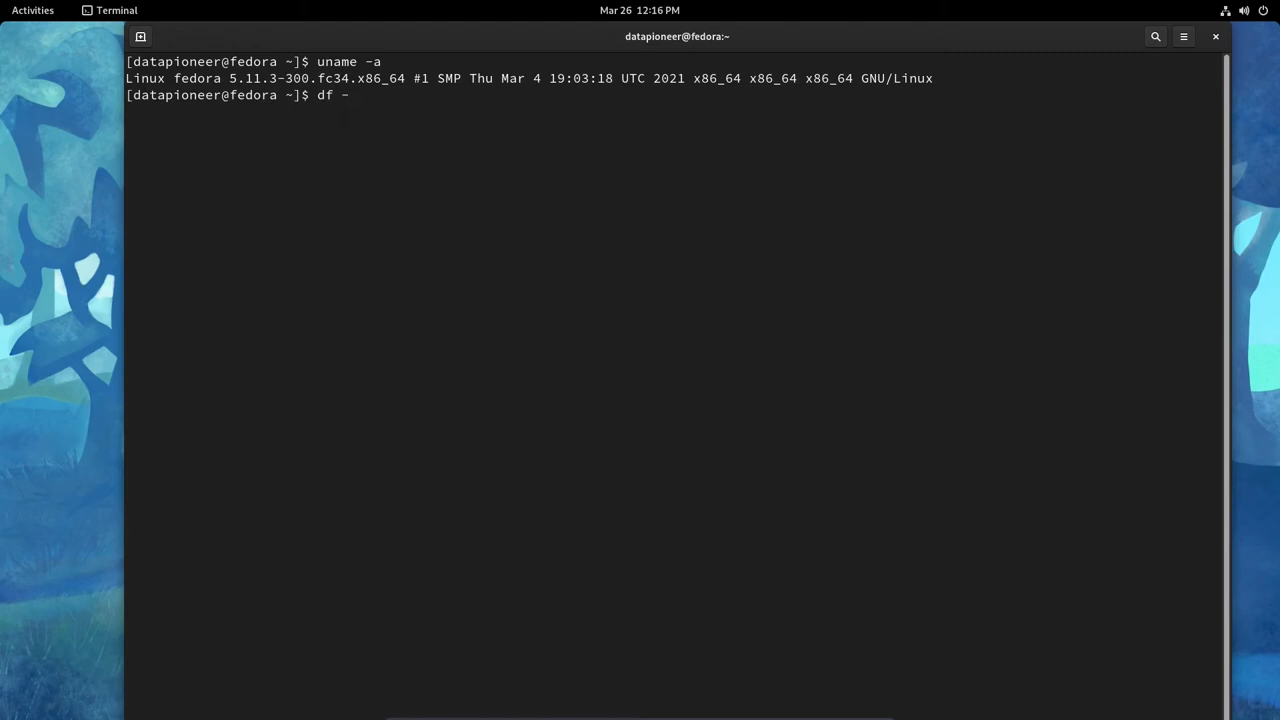 Activities
Terminal
Mar 26 12:16 PM
datapioneer@fedora:~
[datapioneer@fedora ~]$ uname -a
Linux fedora 5.11.3-300.fc34.x86_64 #1 SMP Thu Mar 4 19:03:18 UTC 2021 x86_64 x86_64 x86_64 GNU/Linux
[datapioneer@fedora ~]$ df -